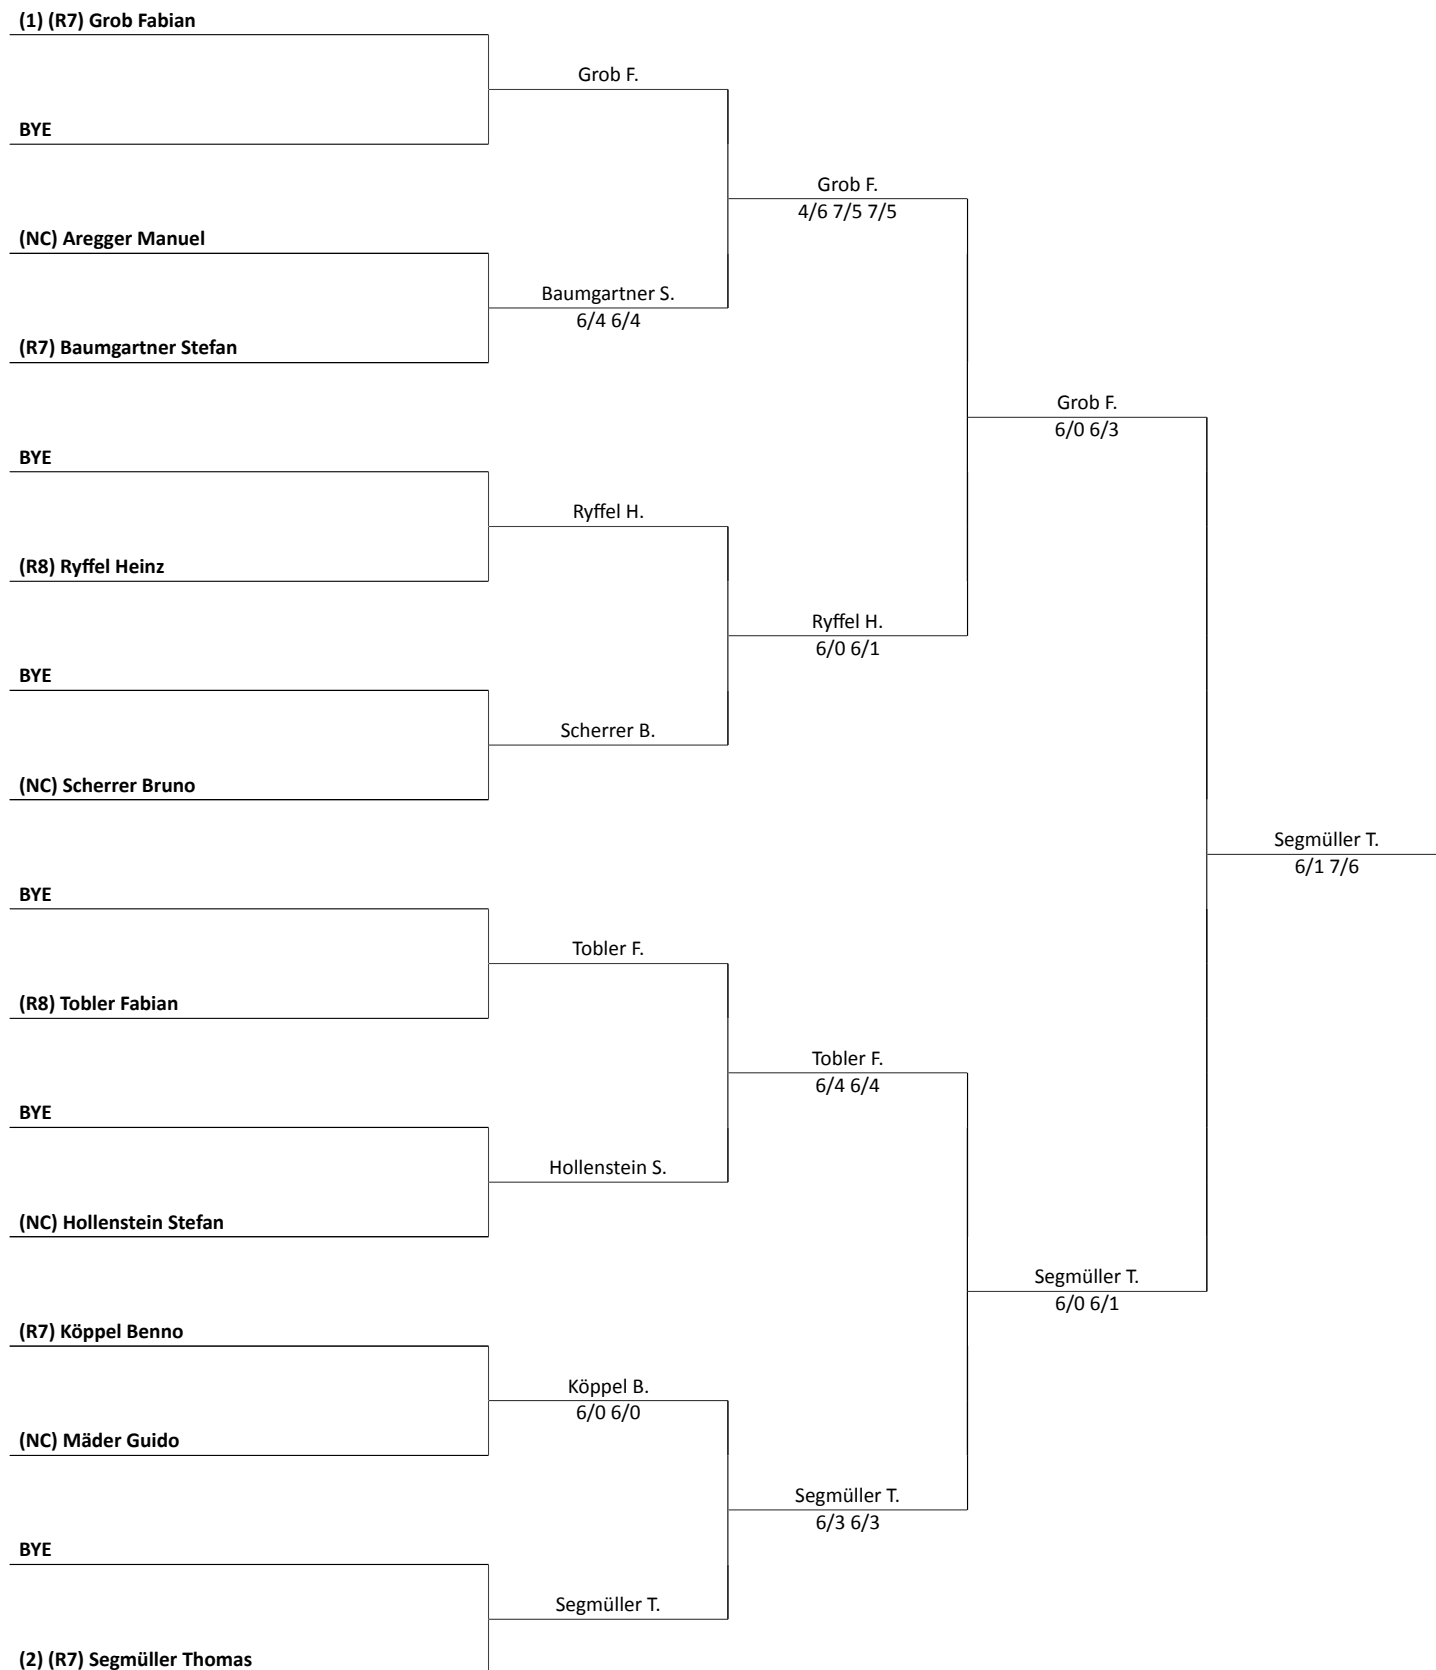 (1) (R7) Grob Fabian
Grob F.
BYE
Grob F.
4/6 7/5 7/5
(NC) Aregger Manuel
Baumgartner S.
6/4 6/4
(R7) Baumgartner Stefan
Grob F.
6/0 6/3
BYE
Ryffel H.
(R8) Ryffel Heinz
Ryffel H.
6/0 6/1
BYE
Scherrer B.
(NC) Scherrer Bruno
Segmüller T.
6/1 7/6
BYE
Tobler F.
(R8) Tobler Fabian
Tobler F.
6/4 6/4
BYE
Hollenstein S.
(NC) Hollenstein Stefan
Segmüller T.
6/0 6/1
(R7) Köppel Benno
Köppel B.
6/0 6/0
(NC) Mäder Guido
Segmüller T.
6/3 6/3
BYE
Segmüller T.
(2) (R7) Segmüller Thomas